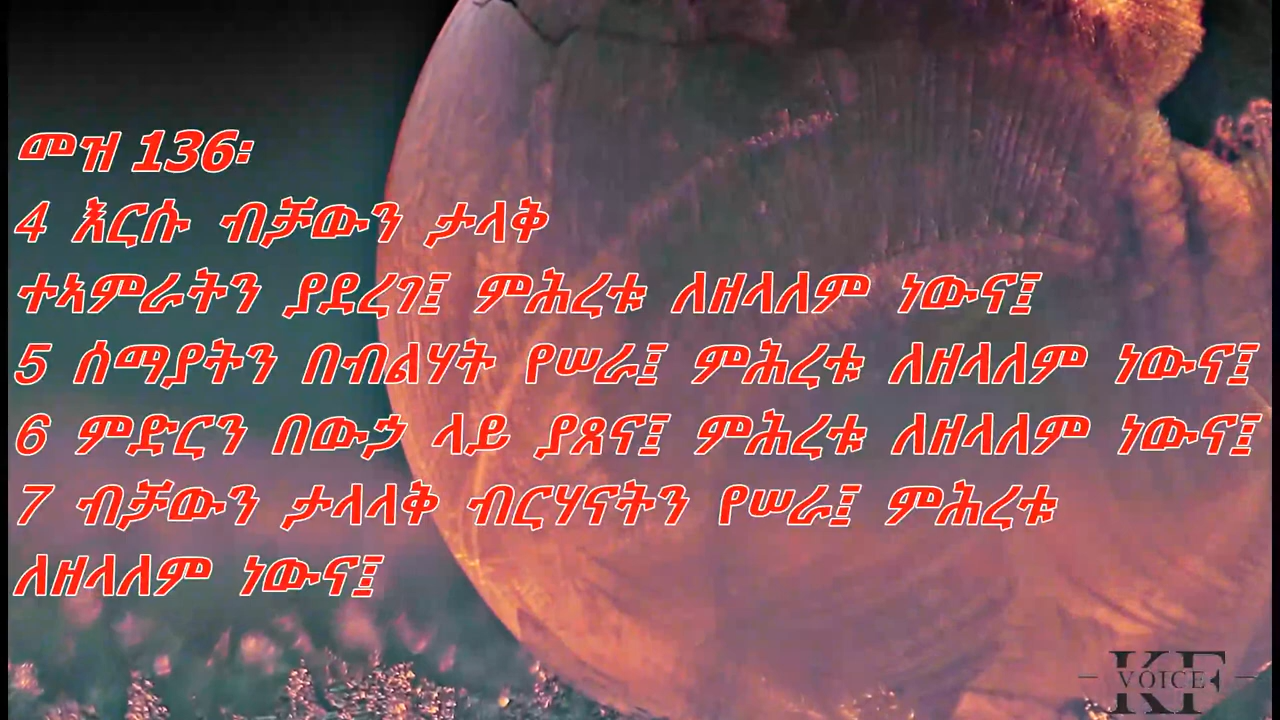 መዝ 136፡
4 እርሱ ብቻውን ታላቅ
ተኣምራትን ያደረገ፤ ምሕረቱ ለዘላለም ነውና፤
5 ሰማያትን በብልሃት የሠራ፤ ምሕረቱ ለዘላለም ነውና፤
6 ምድርን በውኃ ላይ ያጸና፤ ምሕረቱ ለዘላለም ነውና፤
7 ብቻውን ታላላቅ ብርሃናትን የሠራ፤ ምሕረቱ
ለዘላለም ነውና፤
KF
VOICE